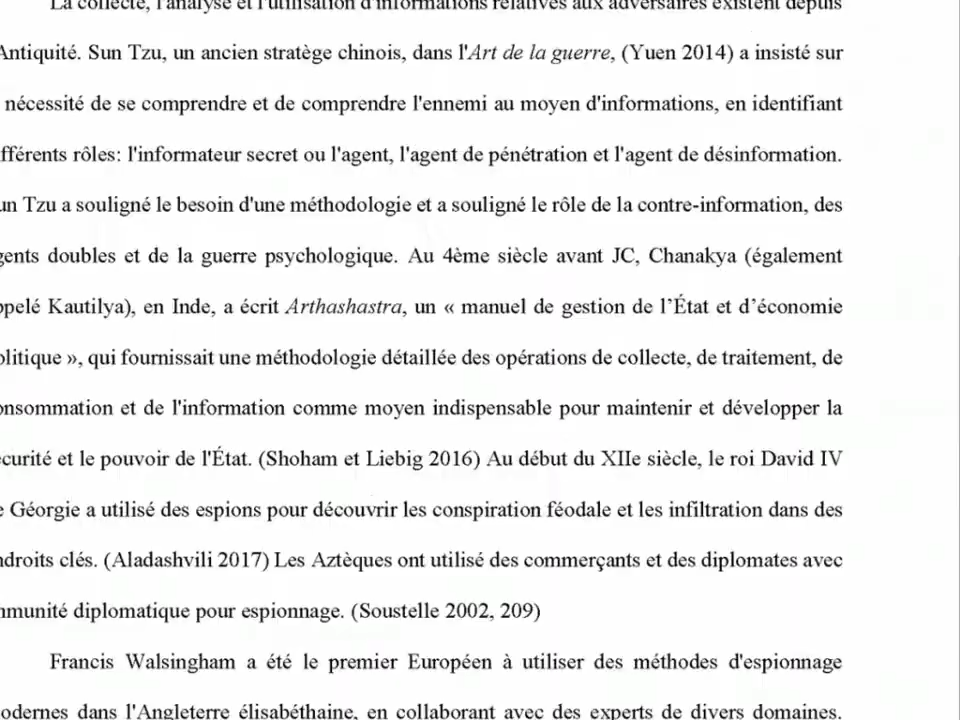 La collecte, l'analyse et l'utilisation d'informations relatives aux adversaires existent depuis
Antiquité. Sun Tzu, un ancien stratège chinois, dans l'Art de la guerre, (Yuen 2014) a insisté sur
nécessité de se comprendre et de comprendre l'ennemi au moyen d'informations, en identifiant
fférents rôles: l'informateur secret ou l'agent, l'agent de pénétration et l'agent de désinformation.
un Tzu a souligné le besoin d'une méthodologie et a souligné le rôle de la contre-information, des
gents doubles et de la guerre psychologique. Au 4ème siècle avant JC, Chanakya (également
ppelé Kautilya), en Inde, a écrit Arthashastra, un « manuel de gestion de l’État et d’économie
olitique », qui fournissait une méthodologie détaillée des opérations de collecte, de traitement, de
onsommation et de l'information comme moyen indispensable pour maintenir et développer la
curité et le pouvoir de l'État. (Shoham et Liebig 2016) Au début du XIIe siècle, le roi David IV
e Géorgie a utilisé des espions pour découvrir les conspiration féodale et les infiltration dans des
ndroits clés. (Aladashvili 2017) Les Aztèques ont utilisé des commerçants et des diplomates avec
mmunité diplomatique pour espionnage. (Soustelle 2002, 209)
Francis Walsingham a été le premier Européen à utiliser des méthodes d'espionnage
odernes dans l'Angleterre élisabéthaine, en collaborant avec des experts de divers domaines.